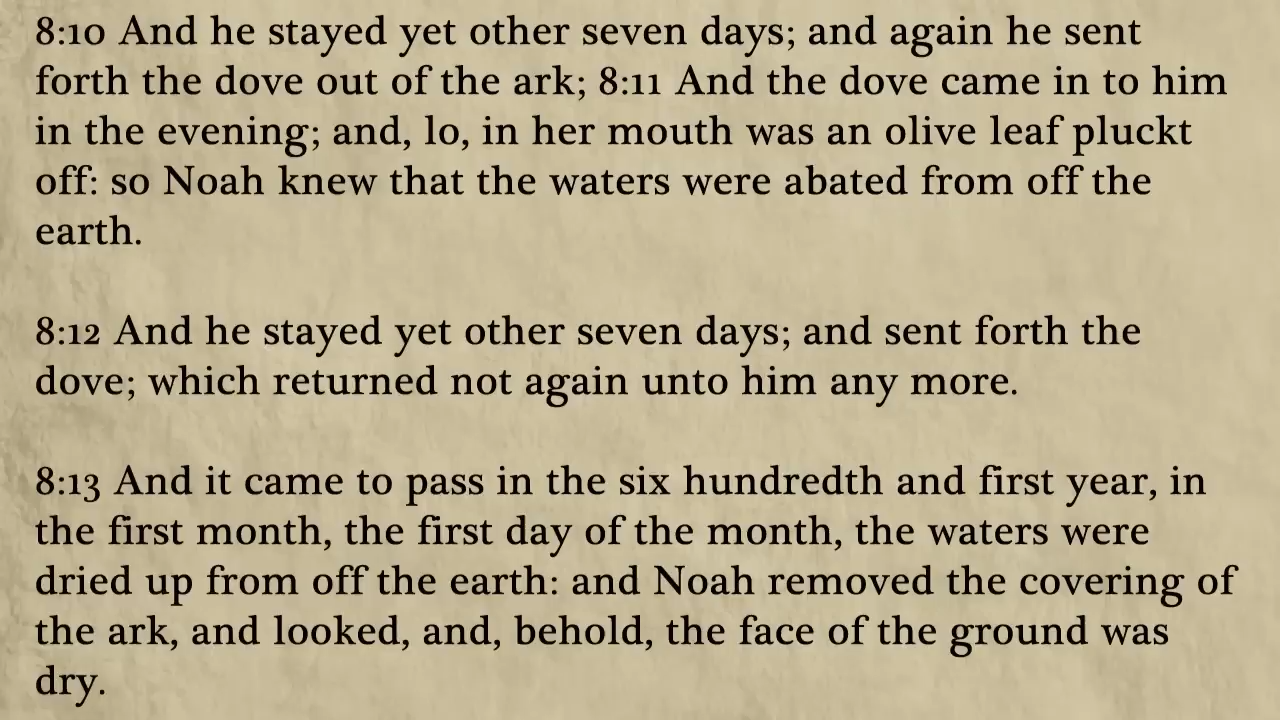 8:10 And he stayed yet other seven days; and again he sent
forth the dove out of the ark; 8:11 And the dove came in to him
in the evening; and, lo, in her mouth was an olive leaf pluckt
off: so Noah knew that the waters were abated from off the
earth.
8:12 And he stayed yet other seven days; and sent forth the
dove; which returned not again unto him any more.
8:13 And it came to pass in the six hundredth and first year, in
the first month, the first day of the month, the waters were
dried up from off the earth: and Noah removed the covering of
the ark, and looked, and, behold, the face of the ground was
dry.